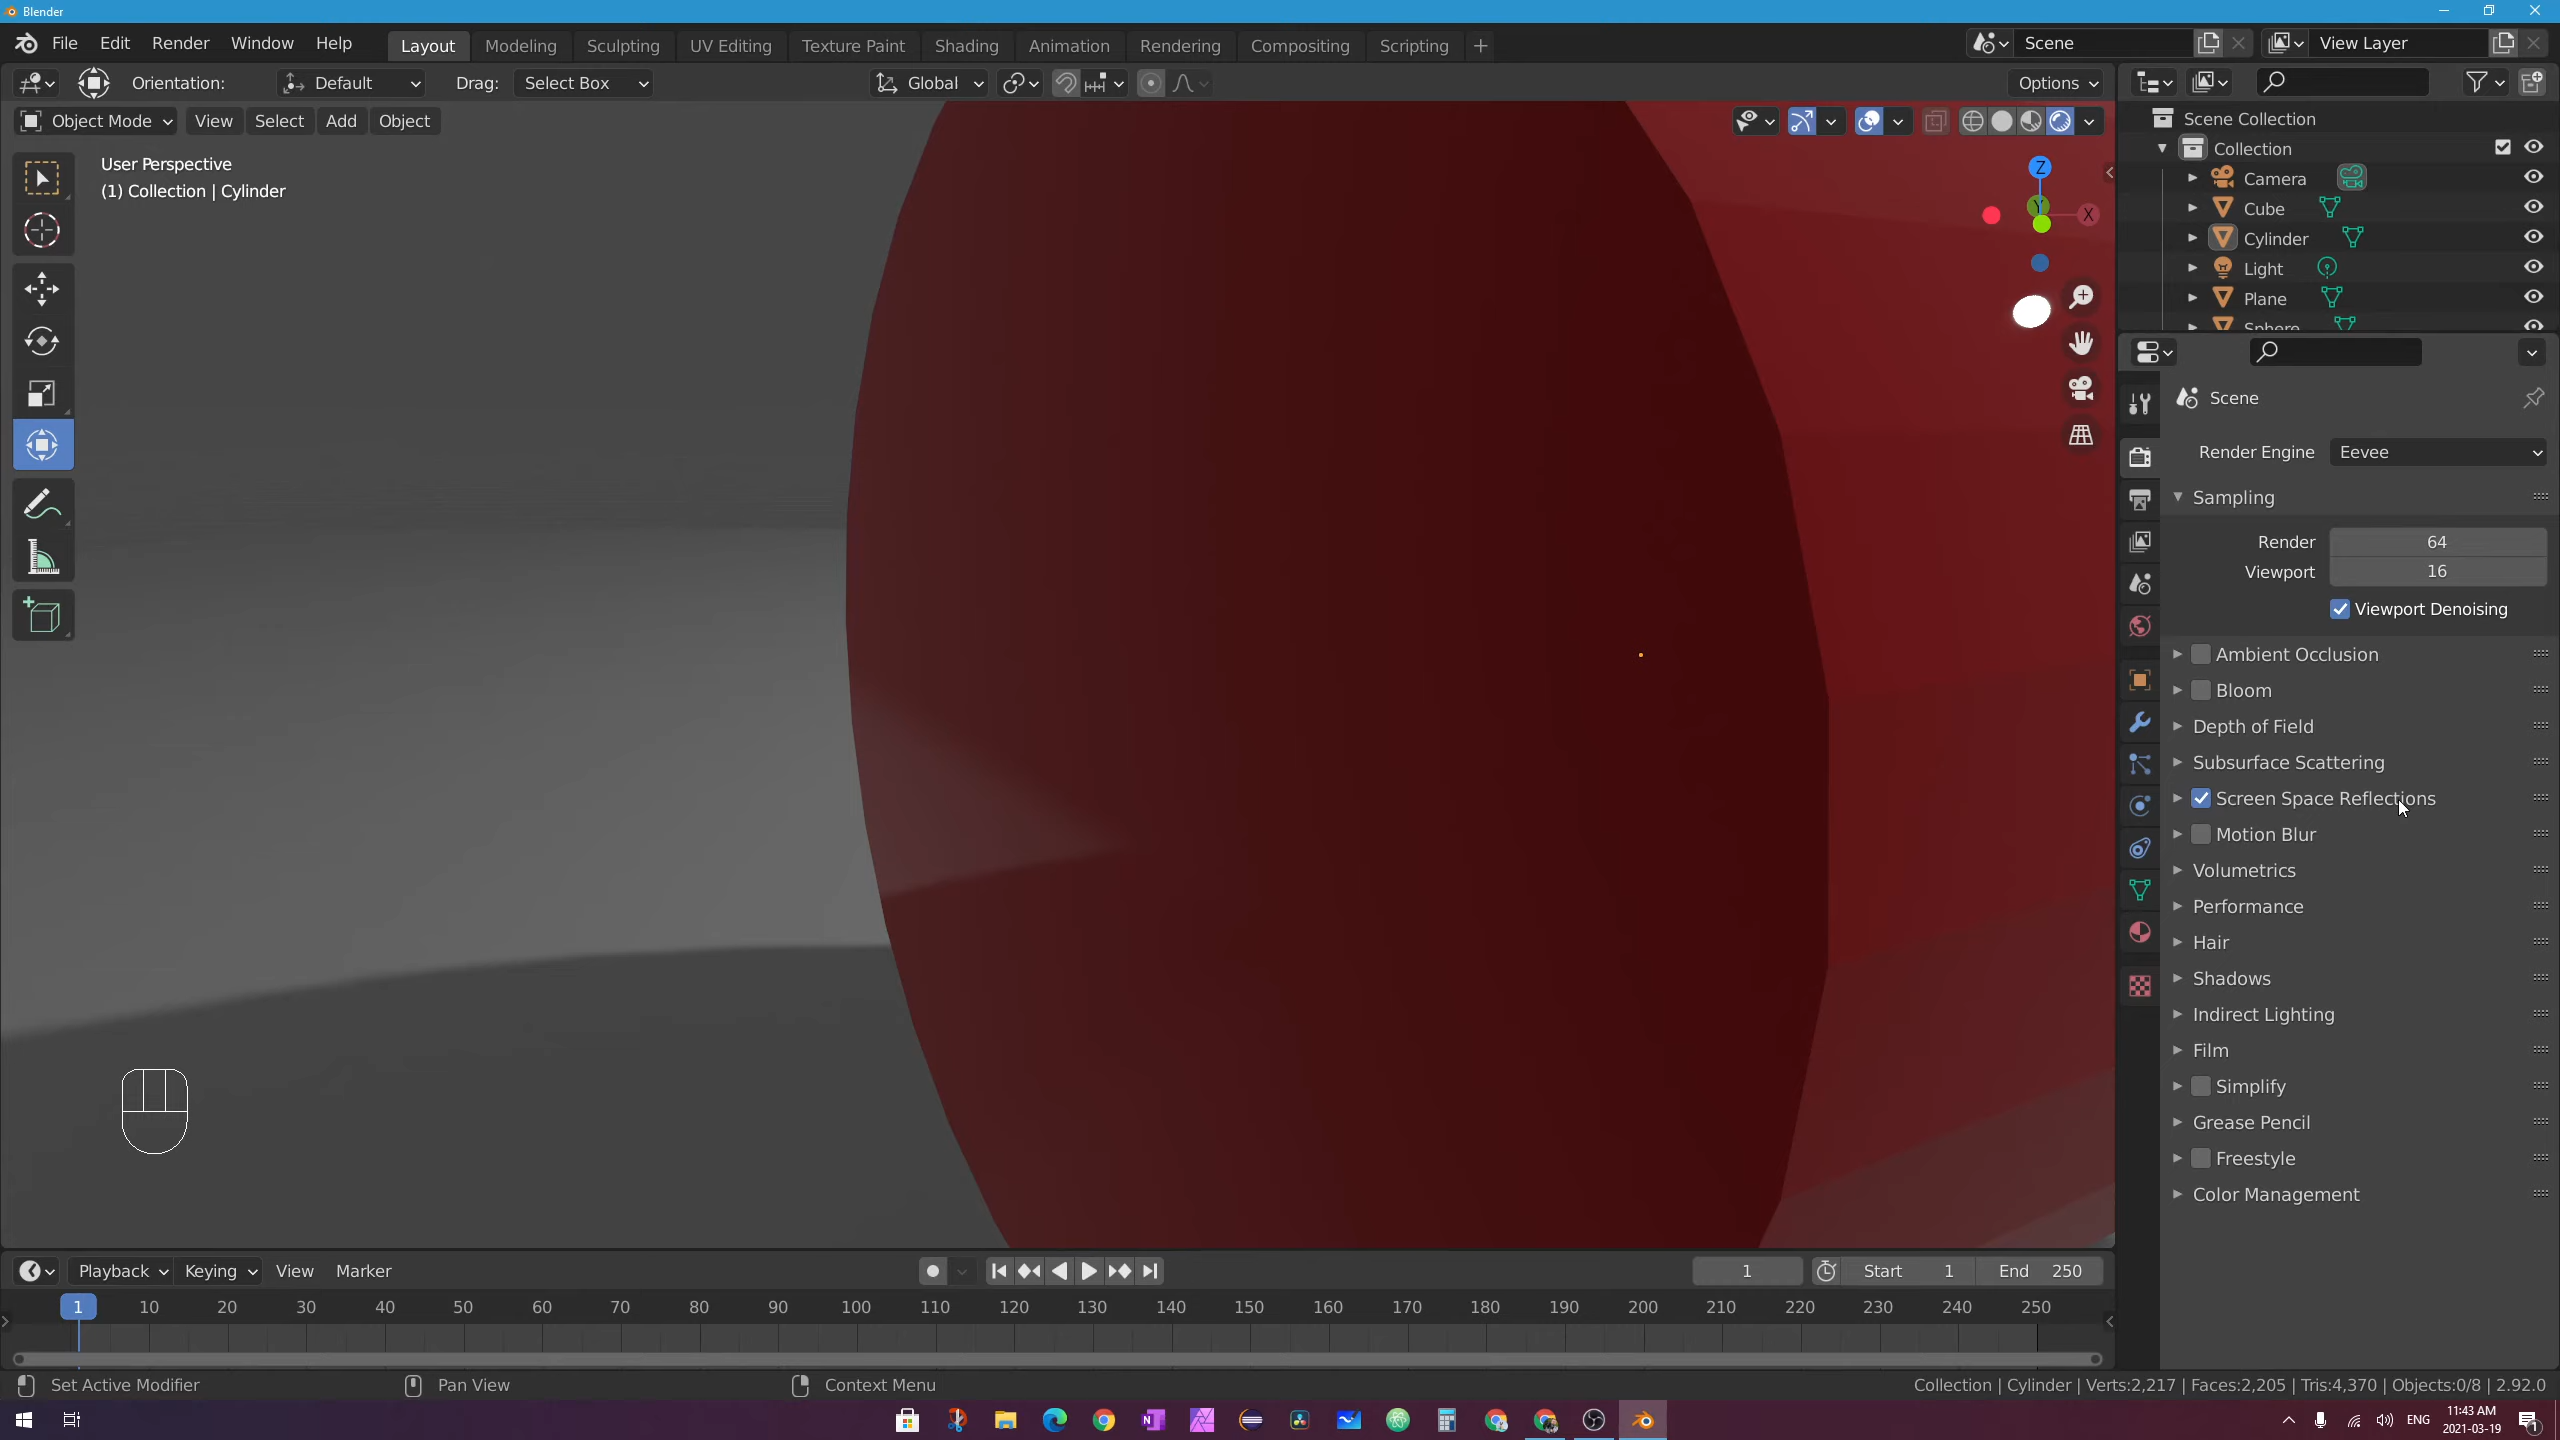 Blender
File Edit Render Window Help Layout Modeling Sculpting UV Editing Texture Paint Shading Animation Rendering Compositing Scripting + Scene View Layer
Orientation: Default Drag: Select Box Global Options
Object Mode View Select Add Object
User Perspective
(1) Collection | Cylinder
Z
Y
X
Scene Collection
Collection
Camera
Cube
Cylinder
Light
Plane
Sphere
Scene
Render Engine Eevee
Sampling
Render 64
Viewport 16
Viewport Denoising
Ambient Occlusion
Bloom
Depth of Field
Subsurface Scattering
Screen Space Reflections
Motion Blur
Volumetrics
Performance
Hair
Shadows
Indirect Lighting
Film
Simplify
Grease Pencil
Freestyle
Color Management
Playback Keying View Marker 1 Start 1 End 250
1 10 20 30 40 50 60 70 80 90 100 110 120 130 140 150 160 170 180 190 200 210 220 230 240 250
Set Active Modifier Pan View Context Menu Collection | Cylinder | Verts:2,217 | Faces:2,205 | Tris:4,370 | Objects:0/8 | 2.92.0
ENG 11:43 AM
2021-03-19
1